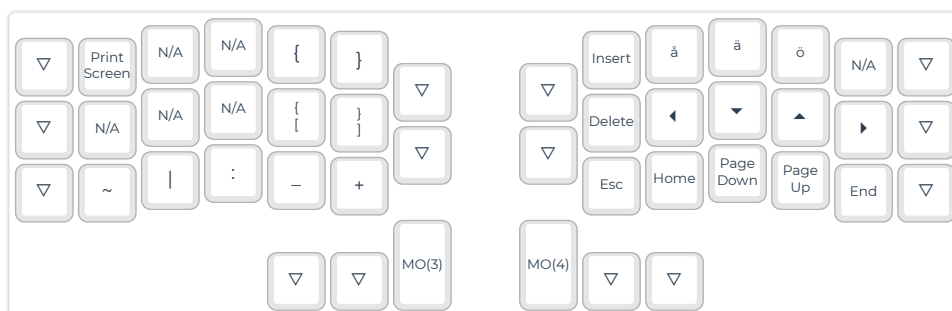 ▽ Print Screen N/A N/A { } ▽ ▽ Insert å ä ö N/A ▽
▽ N/A N/A N/A { [ } ] ▽ ▽ Delete ◂ ▾ ▴ ▸ ▽
▽ ~ | : _ + Esc Home Page Down Page Up End ▽
▽ ▽ MO(3) MO(4) ▽ ▽